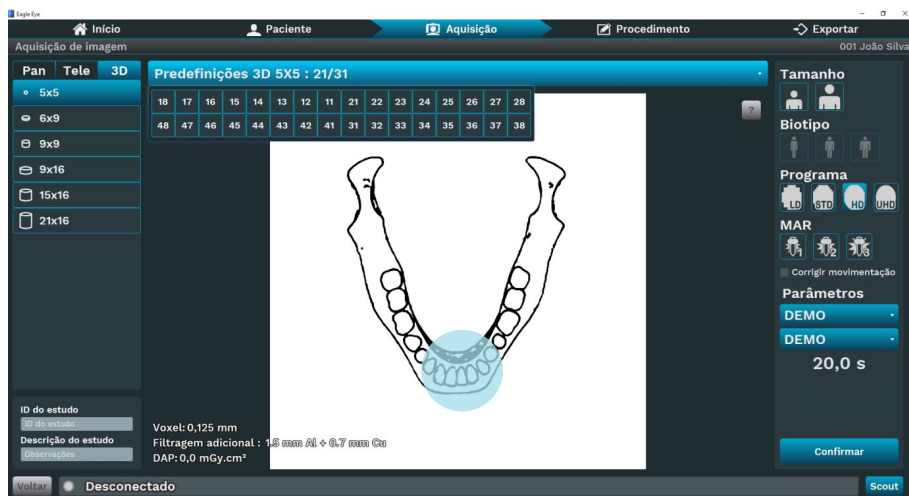 Eagle Eye
Início
Paciente
Aquisição
Procedimento
Exportar
Aquisição de imagem
001 João Silva
Pan Tele 3D
5x5
6x9
9x9
9x16
15x16
21x16
Predefinições 3D 5X5 : 21/31
18 17 16 15 14 13 12 11 21 22 23 24 25 26 27 28
48 47 46 45 44 43 42 41 31 32 33 34 35 36 37 38
?
Voxel: 0,125 mm
Filtragem adicional : 1.5 mm Al + 0.7 mm Cu
DAP: 0,0 mGy.cm²
Tamanho
Biotipo
Programa
LD STD HD UHD
MAR
1 2 3
Corrigir movimentação
Parâmetros
DEMO
DEMO
20,0 s
Confirmar
ID do estudo
ID do estudo
Descrição do estudo
Observações
Voltar
Desconectado
Scout